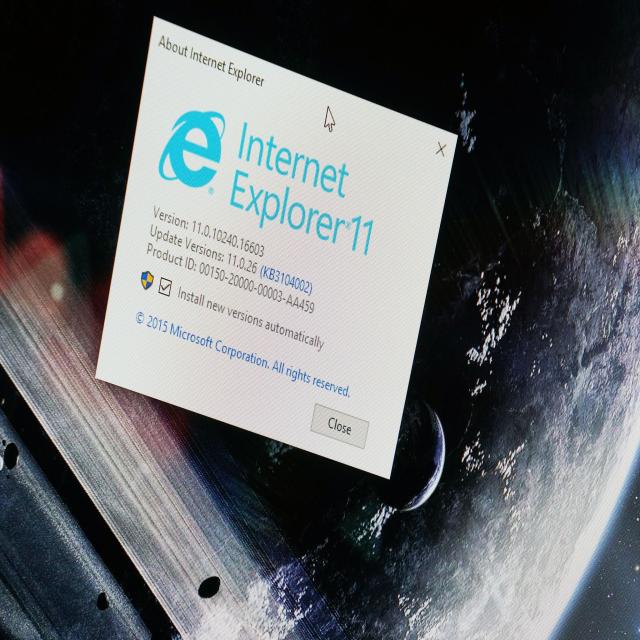 About Internet Explorer
Internet
Explorer®11
Version: 11.0.10240.16603
Update Versions: 11.0.26 (KB3104002)
Product ID: 00150-20000-00003-AA459
Install new versions automatically
© 2015 Microsoft Corporation. All rights reserved.
Close